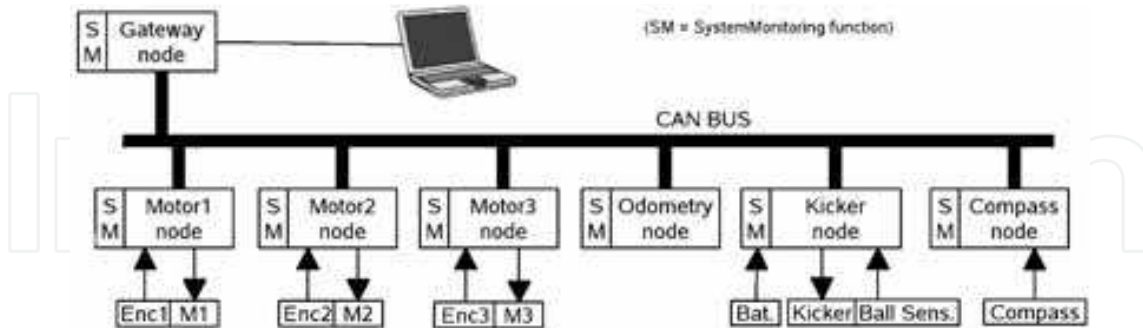 S M Gateway node
(SM = SystemMonitoring function)
CAN BUS
S M Motor1 node
S M Motor2 node
S M Motor3 node
S M Odometry node
S M Kicker node
S M Compass node
Enc1 M1
Enc2 M2
Enc3 M3
Bat. Kicker Ball Sens.
Compass